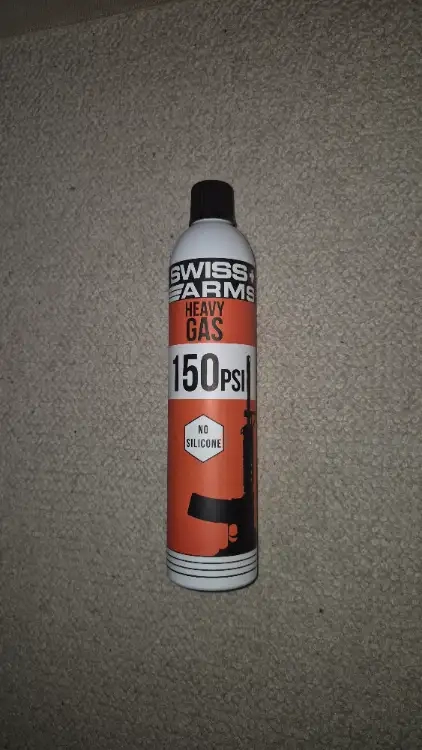 SWISS+
ARMS
HEAVY
GAS
150PSI
NO
SILICONE